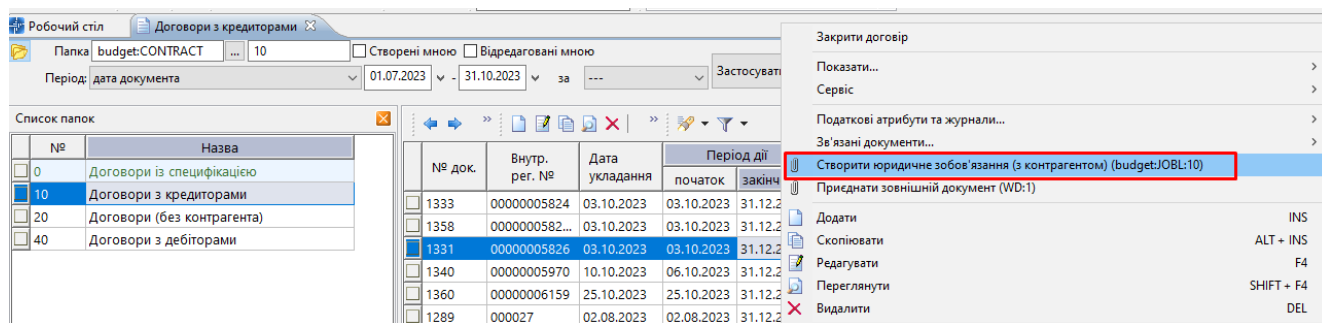 Робочий стіл
Договори з кредиторами
Папка budget:CONTRACT ... 10 Створені мною Відредаговані мною
Період: дата документа 01.07.2023 - 31.10.2023 за --- Застосувати
Список папок
№ Назва
0 Договори із специфікацією
10 Договори з кредиторами
20 Договори (без контрагента)
40 Договори з дебіторами
№ док. Внутр. рег. № Дата укладання Період дії
початок закінч
1333 00000005824 03.10.2023 03.10.2023 31.12.2
1358 0000000582... 03.10.2023 03.10.2023 31.12.2
1331 00000005826 03.10.2023 03.10.2023 31.12.2
1340 00000005970 10.10.2023 06.10.2023 31.12.2
1360 00000006159 25.10.2023 25.10.2023 31.12.2
1289 000027 02.08.2023 02.08.2023 31.12.2
Закрити договір
Показати...
Сервіс
Податкові атрибути та журнали...
Зв'язані документи...
Створити юридичне зобов'язання (з контрагентом) (budget:JOBL:10)
Приєднати зовнішній документ (WD:1)
Додати INS
Скопіювати ALT + INS
Редагувати F4
Переглянути SHIFT + F4
Видалити DEL